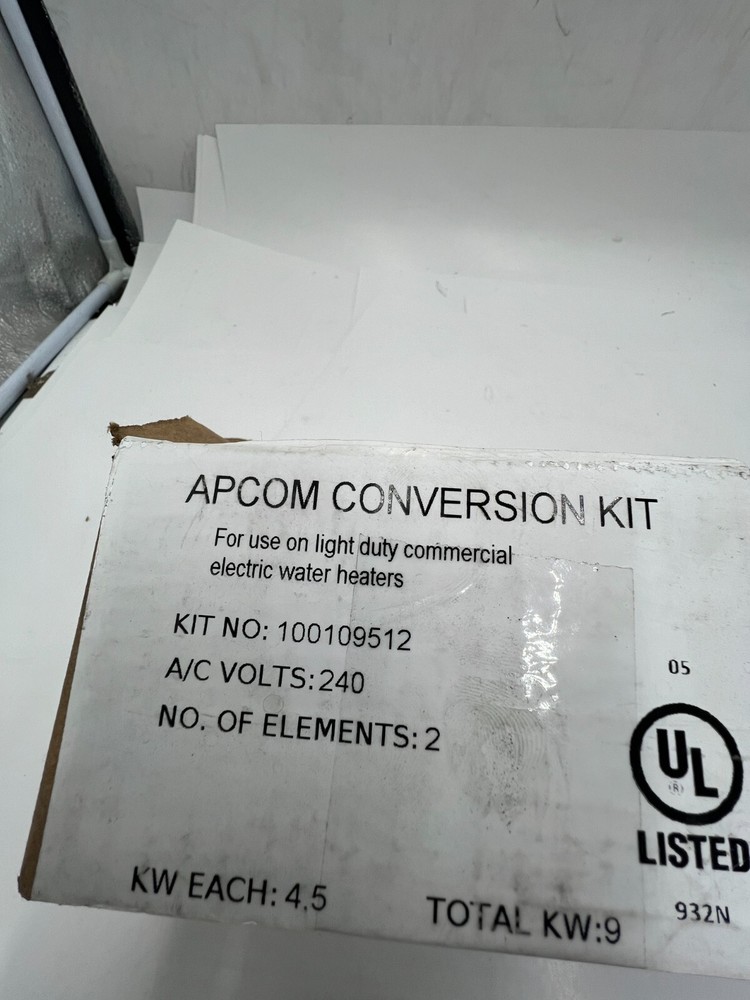 APCOM CONVERSION KIT
For use on light duty commercial
electric water heaters
KIT NO: 100109512
A/C VOLTS: 240
NO. OF ELEMENTS: 2
KW EACH: 4.5
TOTAL KW:9
05
UL
®
LISTED
932N